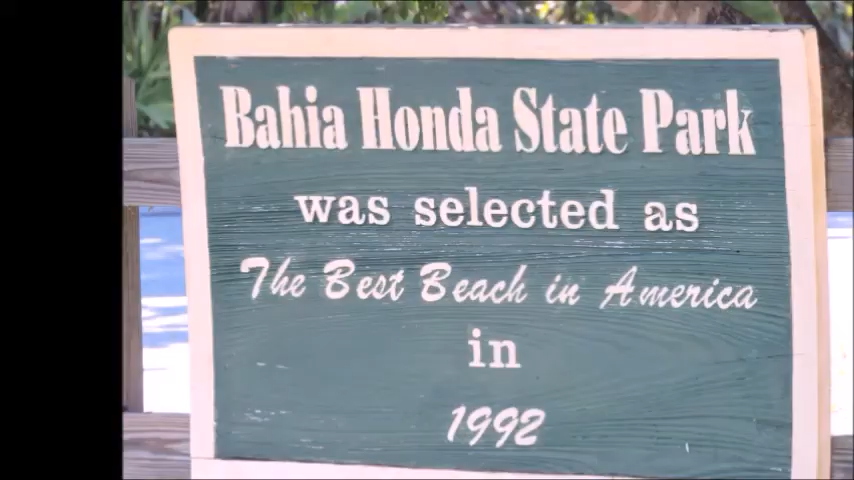 Bahia Honda State Park
was selected as
The Best Beach in America
in
1992